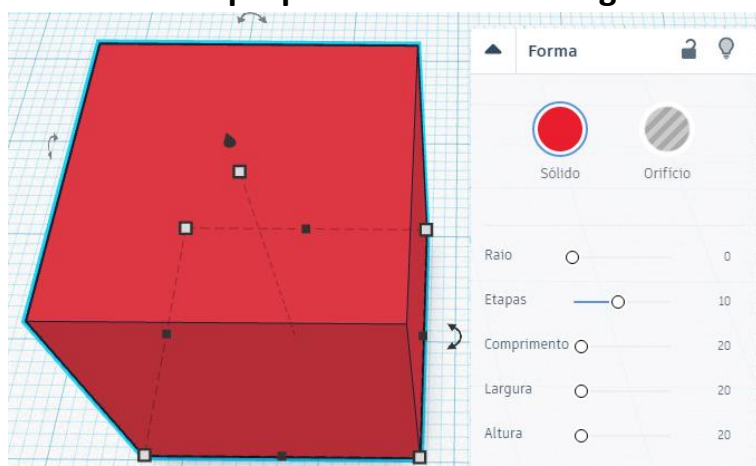 Forma
Sólido Orifício
Raio 0
Etapas 10
Comprimento 20
Largura 20
Altura 20